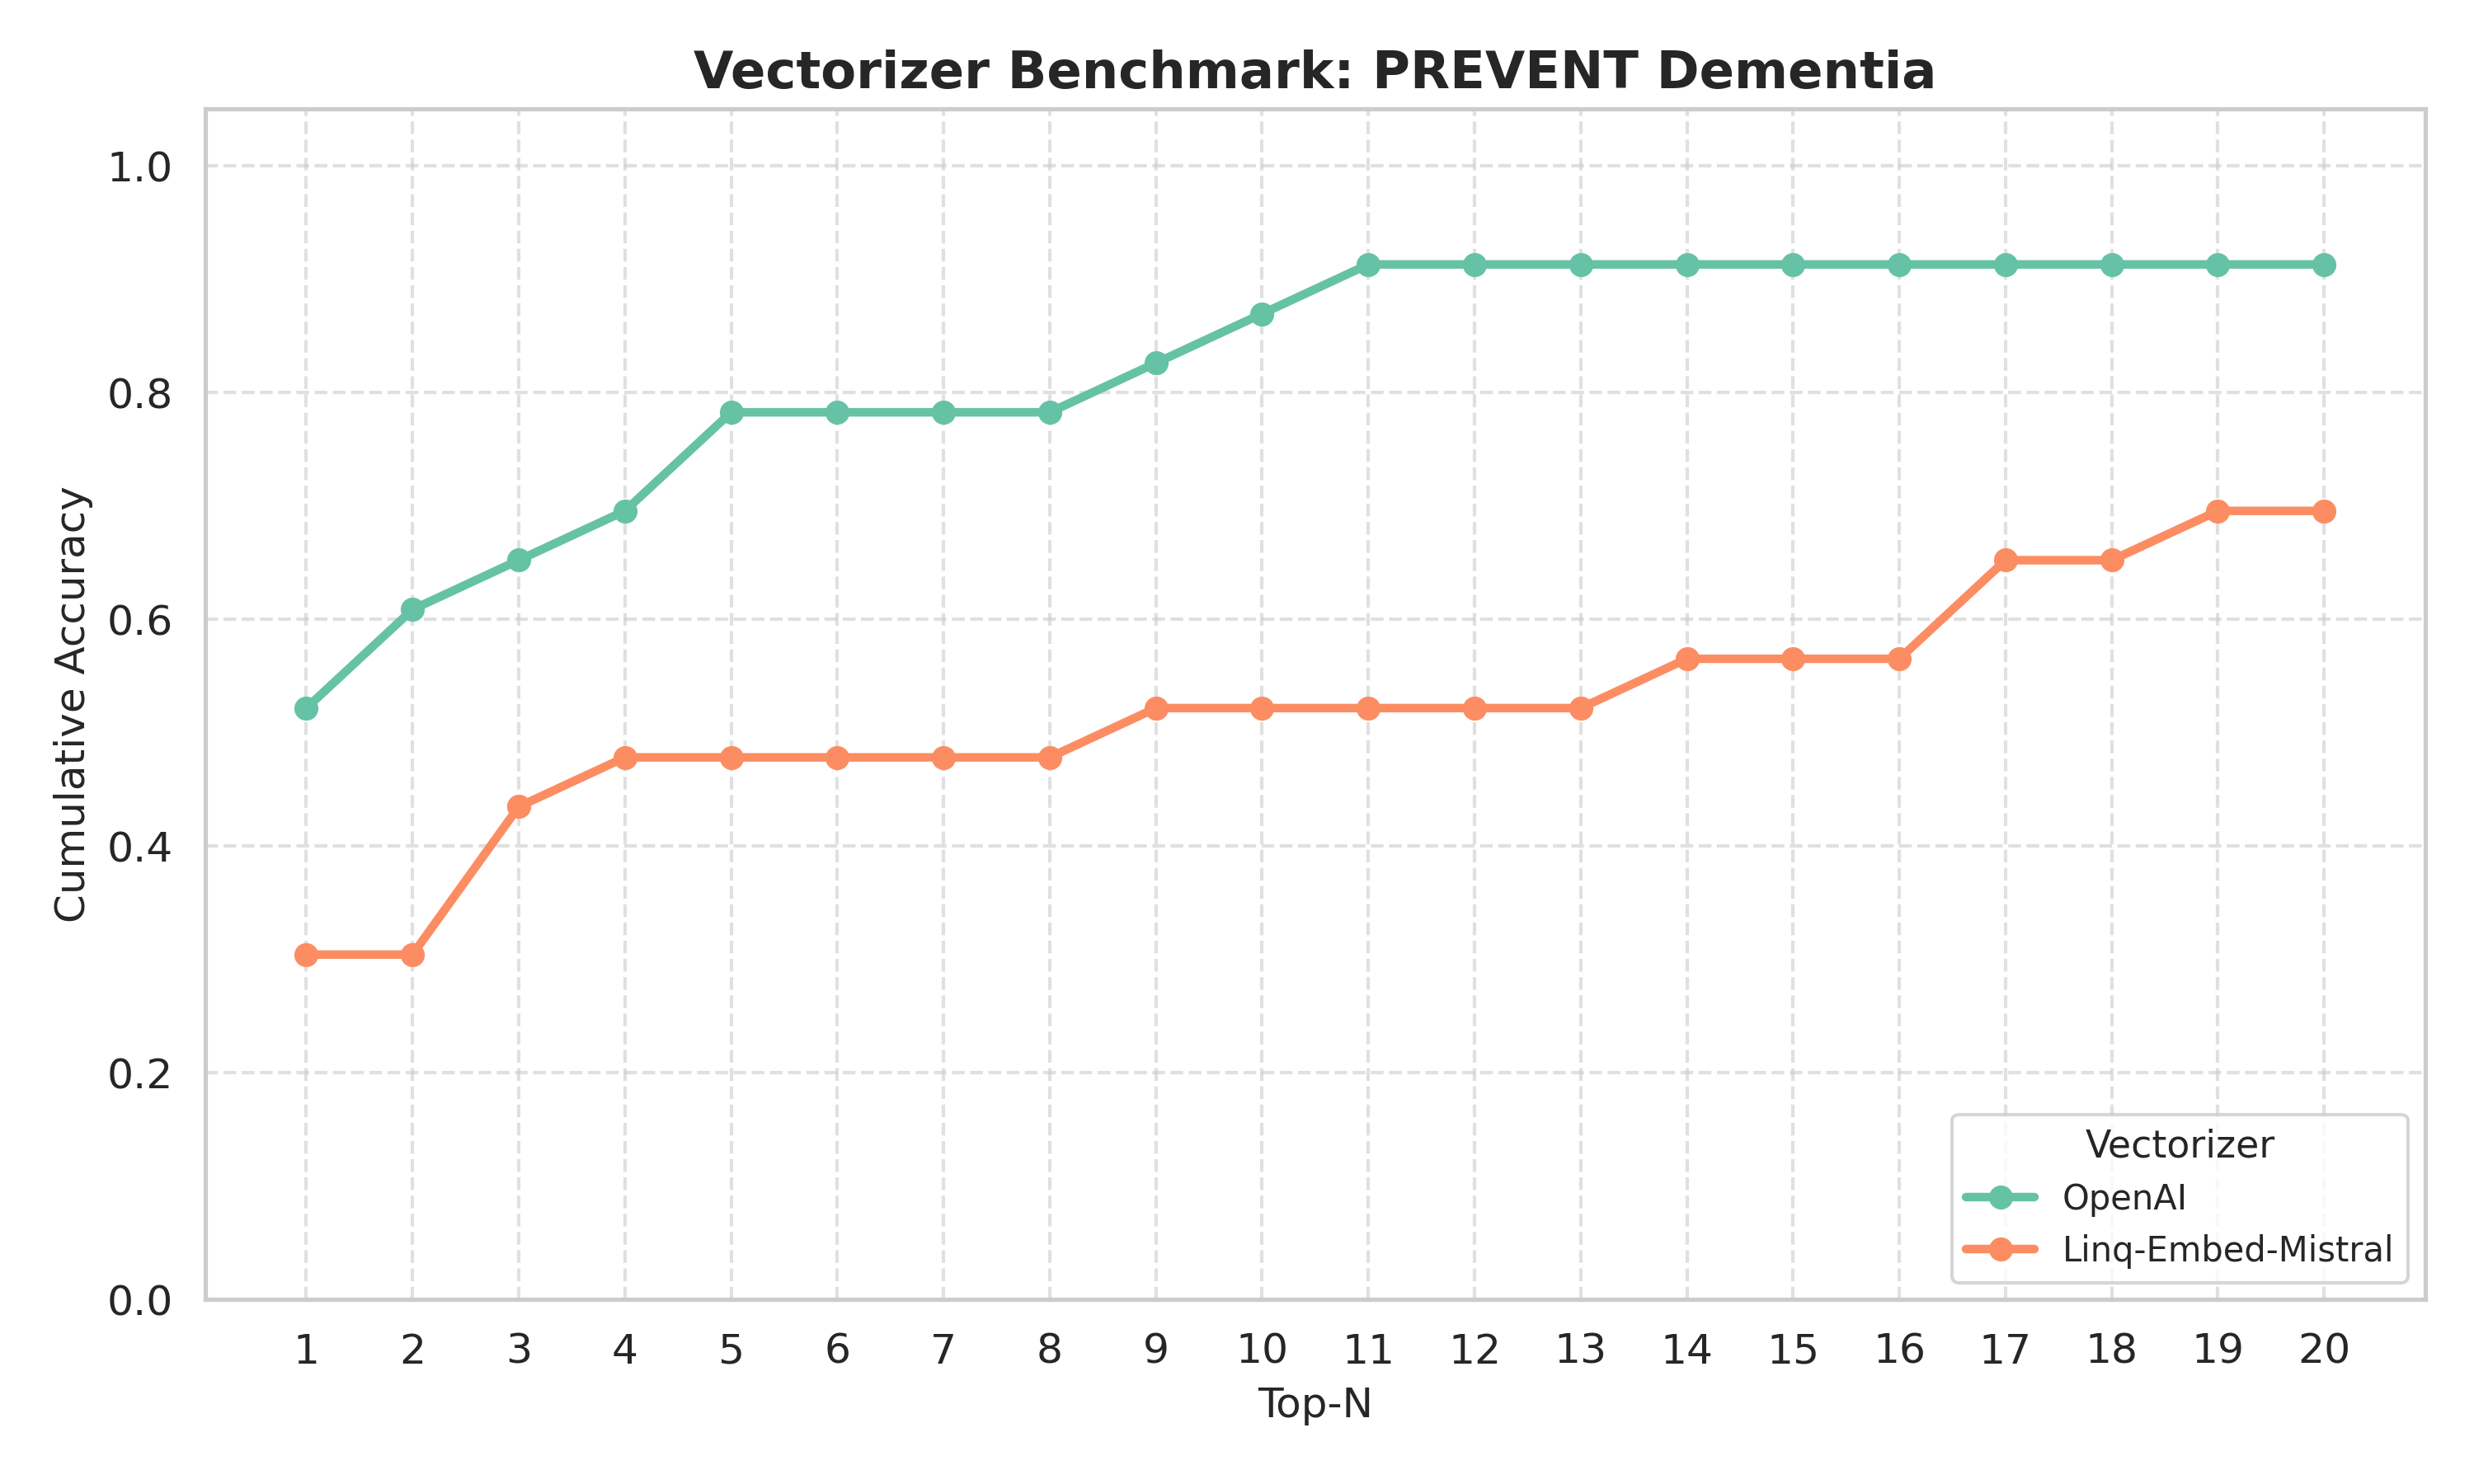 Vectorizer Benchmark: PREVENT Dementia
Cumulative Accuracy
1.0
0.8
0.6
0.4
0.2
0.0
1 2 3 4 5 6 7 8 9 10 11 12 13 14 15 16 17 18 19 20
Top-N
Vectorizer
OpenAI
Linq-Embed-Mistral